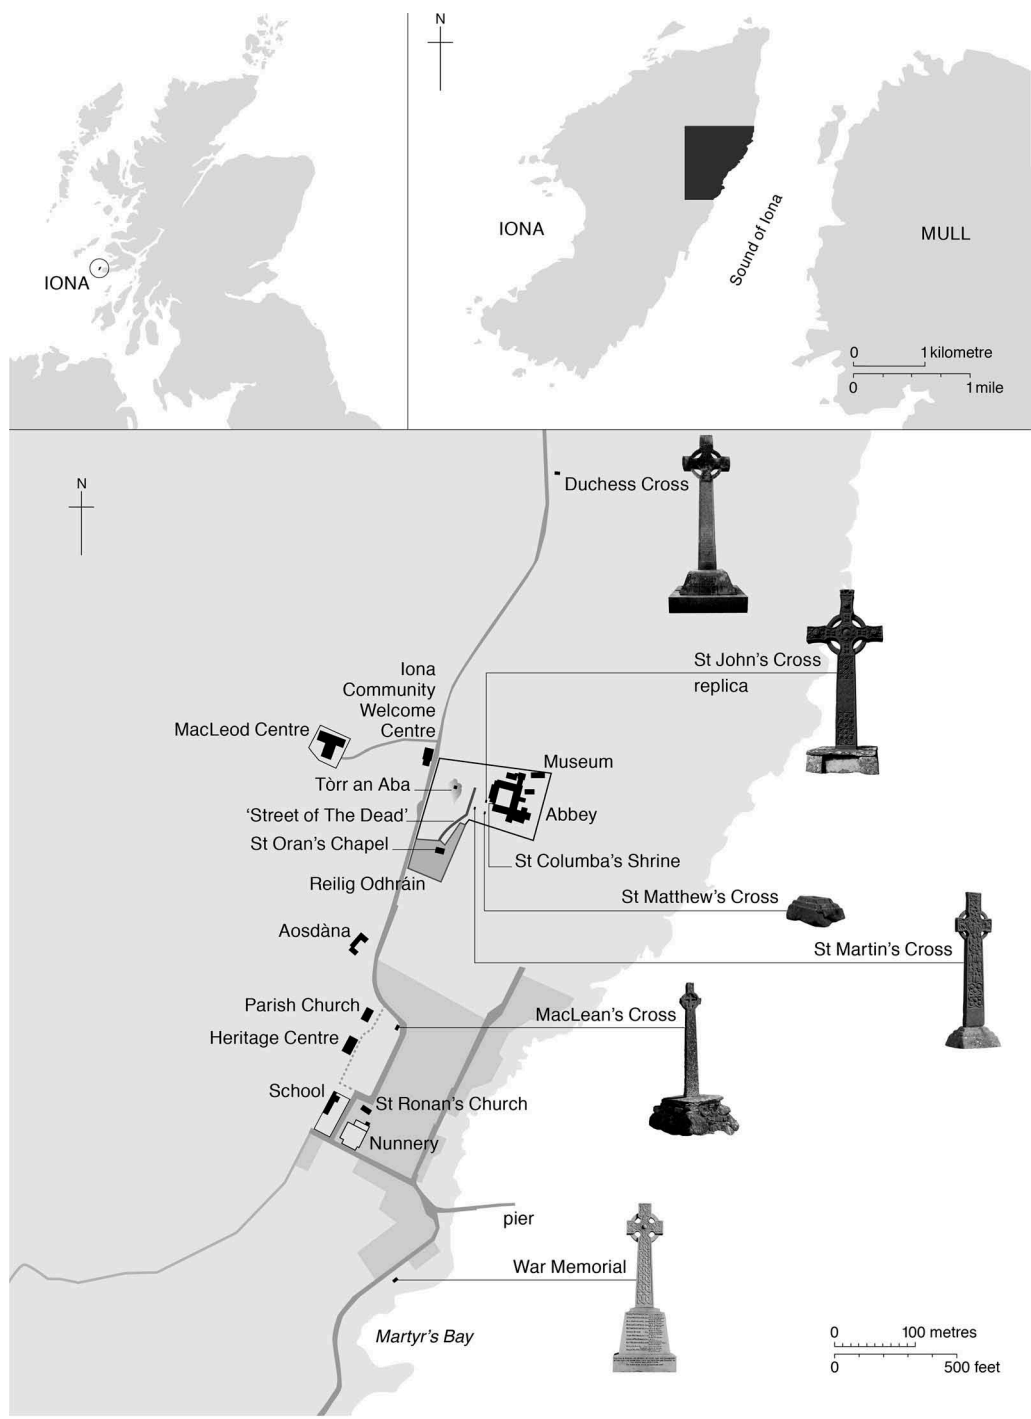 IONA
N
IONA
Sound of Iona
MULL
0 1 kilometre
0 1 mile
N
Duchess Cross
St John's Cross
replica
Iona
Community
Welcome
Centre
MacLeod Centre
Museum
Tòrr an Aba
'Street of The Dead'
Abbey
St Oran's Chapel
St Columba's Shrine
Reilig Odhráin
St Matthew's Cross
Aosdàna
St Martin's Cross
Parish Church
MacLean's Cross
Heritage Centre
School
St Ronan's Church
Nunnery
pier
War Memorial
Martyr's Bay
0 100 metres
0 500 feet